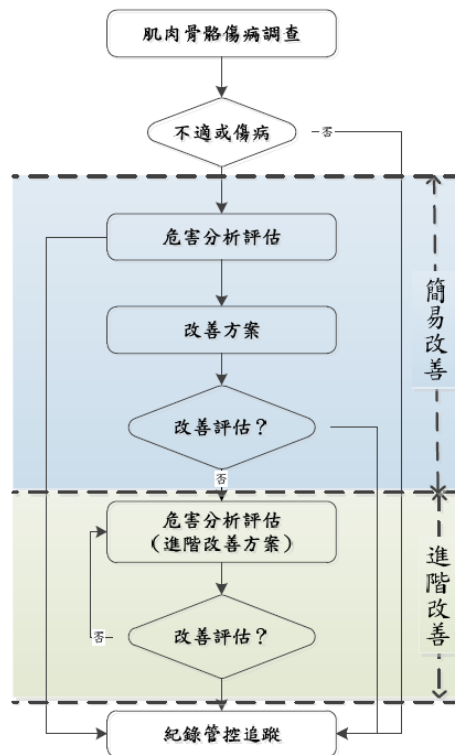 肌肉骨骼傷病調查
不適或傷病
否
危害分析評估
改善方案
改善評估？
否
簡易改善
危害分析評估
（進階改善方案）
改善評估？
否
進階改善
紀錄管控追蹤